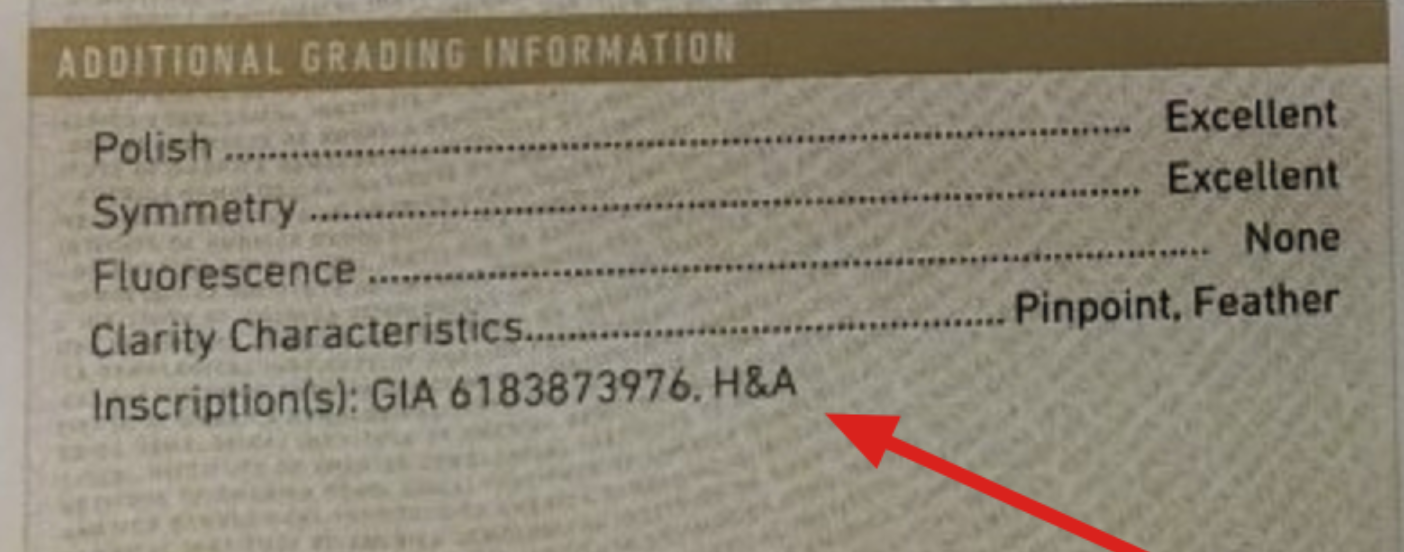 ADDITIONAL GRADING INFORMATION
Polish ........................................................................ Excellent
Symmetry ................................................................ Excellent
Fluorescence ................................................................ None
Clarity Characteristics.................................... Pinpoint, Feather
Inscription(s): GIA 6183873976, H&A